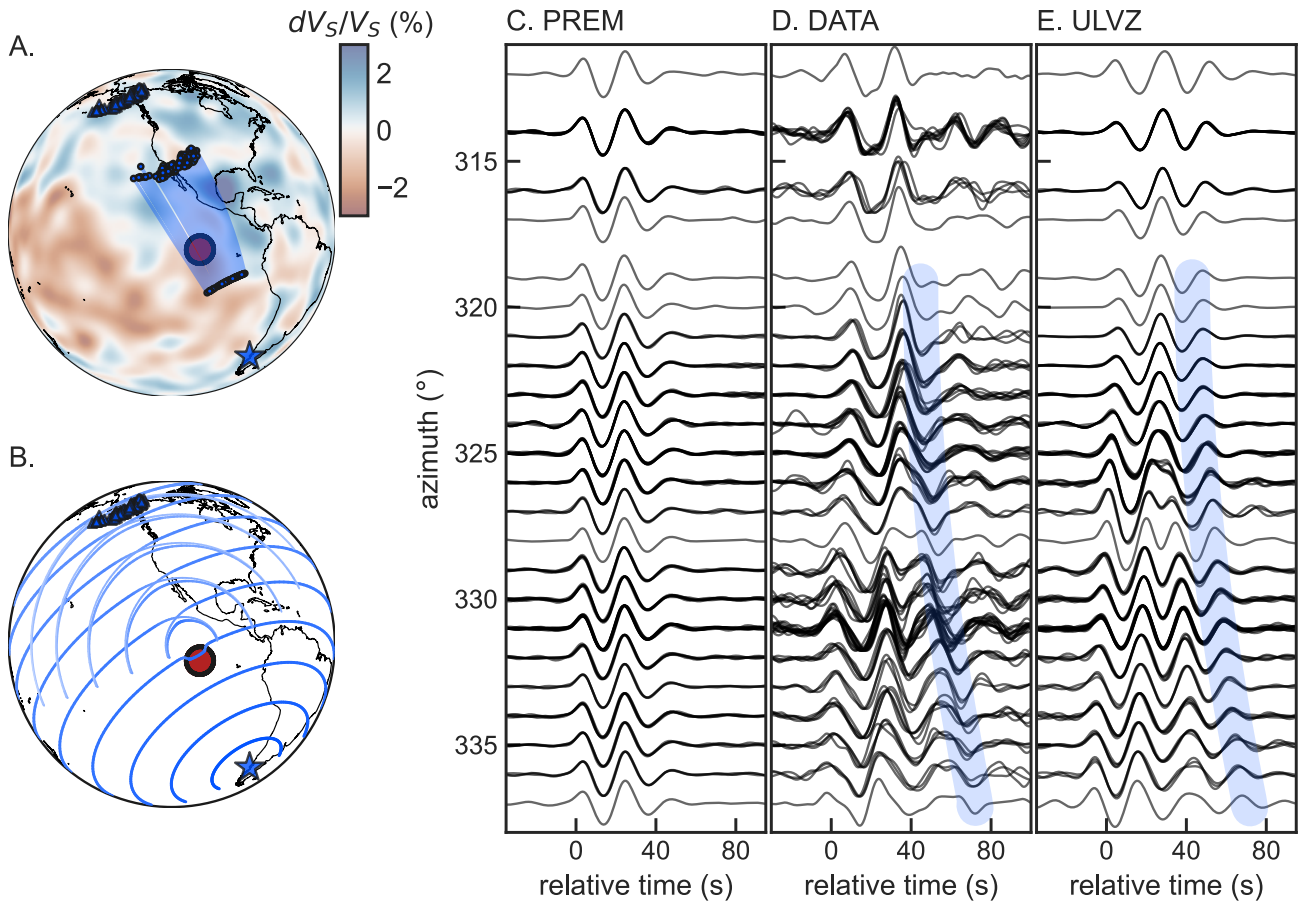 A.
dV_S/V_S (%)
2
0
−2
B.
C. PREM
D. DATA
E. ULVZ
azimuth (°)
315
320
325
330
335
0 40 80
0 40 80
0 40 80
relative time (s)
relative time (s)
relative time (s)